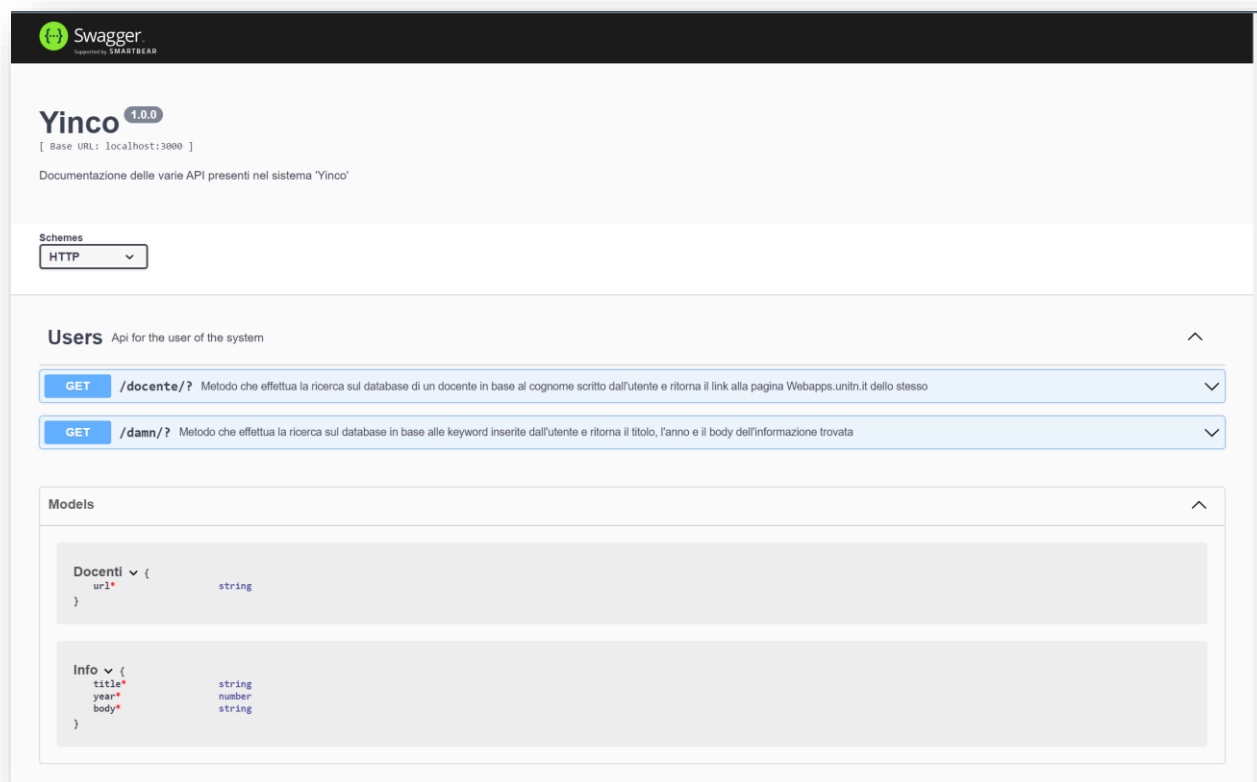 Swagger.
Supported by SMARTBEAR
Yinco 1.0.0
[ Base URL: localhost:3000 ]
Documentazione delle varie API presenti nel sistema 'Yinco'
Schemes
HTTP
Users Api for the user of the system
GET /docente/? Metodo che effettua la ricerca sul database di un docente in base al cognome scritto dall'utente e ritorna il link alla pagina Webapps.unitn.it dello stesso
GET /damn/? Metodo che effettua la ricerca sul database in base alle keyword inserite dall'utente e ritorna il titolo, l'anno e il body dell'informazione trovata
Models
Docenti {
url* string
}
Info {
title* string
year* number
body* string
}